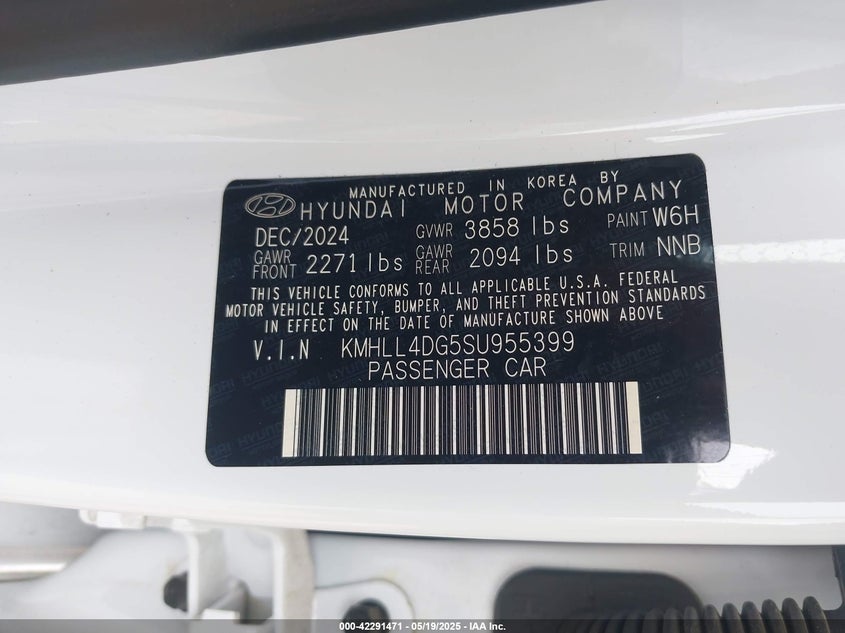 MANUFACTURED IN KOREA BY
HYUNDAI MOTOR COMPANY
DEC/2024 GVWR 3858 lbs PAINT W6H
GAWR FRONT 2271 lbs GAWR REAR 2094 lbs TRIM NNB
THIS VEHICLE CONFORMS TO ALL APPLICABLE U.S.A. FEDERAL
MOTOR VEHICLE SAFETY, BUMPER, AND THEFT PREVENTION STANDARDS
IN EFFECT ON THE DATE OF MANUFACTURE SHOWN ABOVE
V.I.N KMHLL4DG5SU955399
PASSENGER CAR
000-42291471 — 05/19/2025 — IAA Inc.